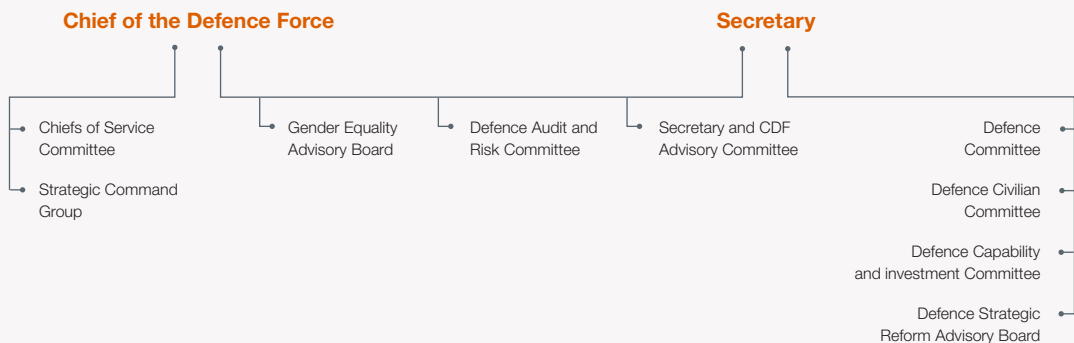 Chief of the Defence Force
Secretary
Chiefs of Service
Committee
Strategic Command
Group
Gender Equality
Advisory Board
Defence Audit and
Risk Committee
Secretary and CDF
Advisory Committee
Defence
Committee
Defence Civilian
Committee
Defence Capability
and investment Committee
Defence Strategic
Reform Advisory Board